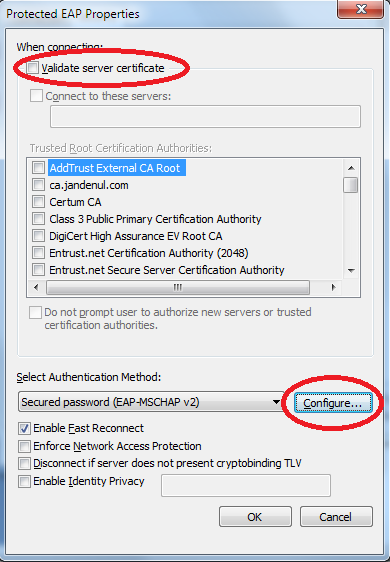 Protected EAP Properties
When connecting:
Validate server certificate
Connect to these servers:
Trusted Root Certification Authorities:
AddTrust External CA Root
ca.jandenul.com
Certum CA
Class 3 Public Primary Certification Authority
DigiCert High Assurance EV Root CA
Entrust.net Certification Authority (2048)
Entrust.net Secure Server Certification Authority
Do not prompt user to authorize new servers or trusted
certification authorities.
Select Authentication Method:
Secured password (EAP-MSCHAP v2)
Configure...
Enable Fast Reconnect
Enforce Network Access Protection
Disconnect if server does not present cryptobinding TLV
Enable Identity Privacy
OK
Cancel